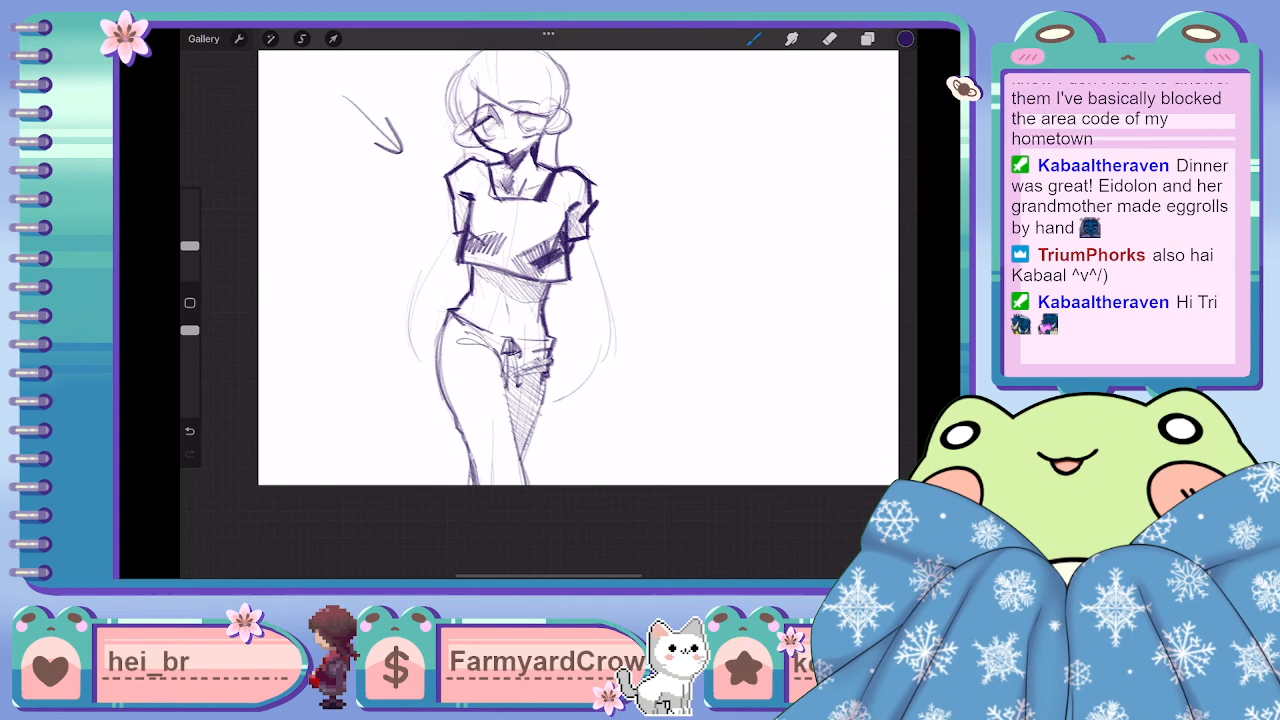 Gallery
them I've basically blocked
the area code of my
hometown
Kabaaltheraven Dinner
was great! Eidolon and her
grandmother made eggrolls
by hand
TriumPhorks also hai
Kabaal ^v^/)
Kabaaltheraven Hi Tri
hei_br
$
FarmyardCrow